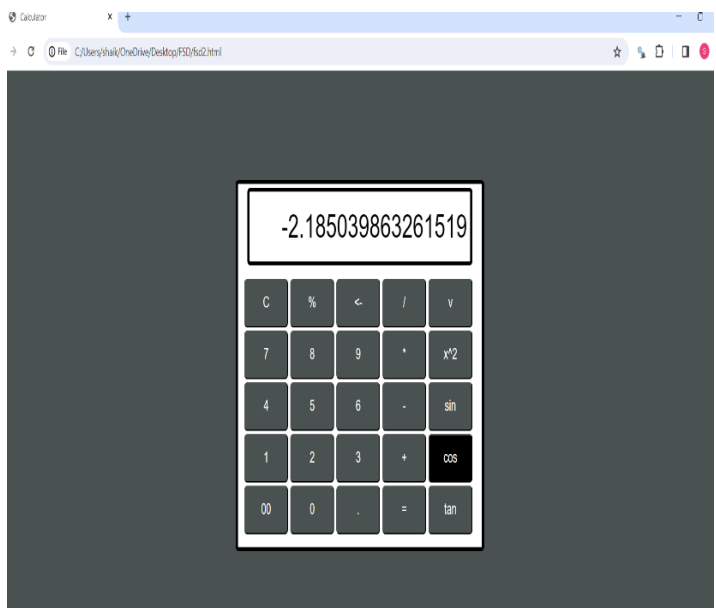 Calculator x +
File C:/Users/shaik/OneDrive/Desktop/FSD/fsd2.html S
-2.185039863261519
C % <- / v
7 8 9 * x^2
4 5 6 - sin
1 2 3 + cos
00 0 . = tan